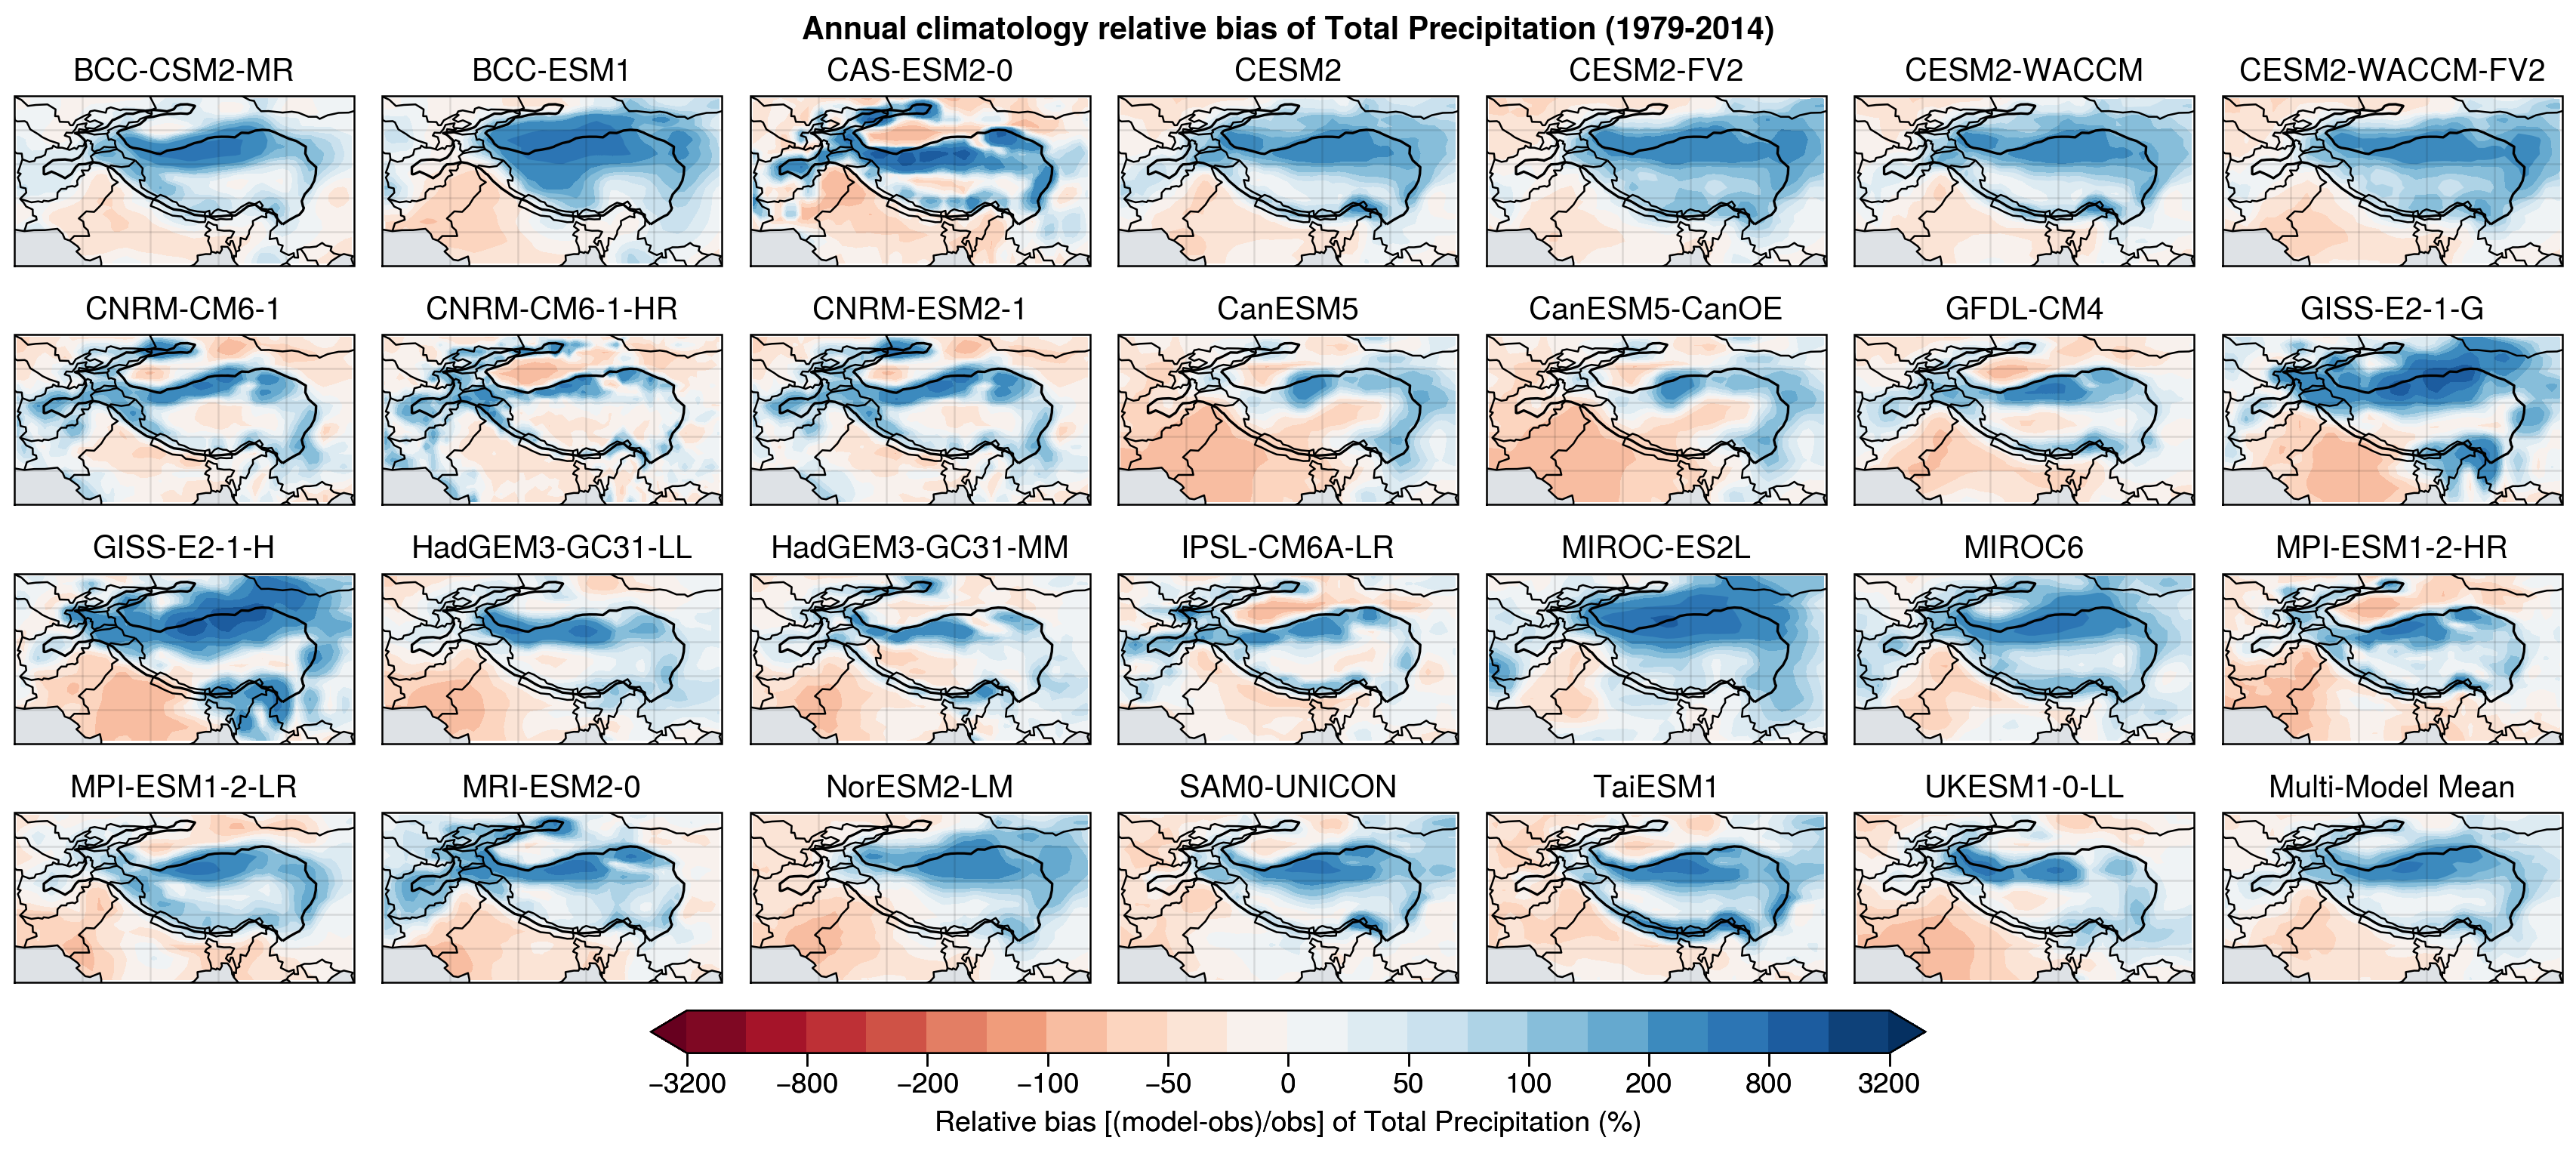 Annual climatology relative bias of Total Precipitation (1979-2014)
BCC-CSM2-MR BCC-ESM1 CAS-ESM2-0 CESM2 CESM2-FV2 CESM2-WACCM CESM2-WACCM-FV2
CNRM-CM6-1 CNRM-CM6-1-HR CNRM-ESM2-1 CanESM5 CanESM5-CanOE GFDL-CM4 GISS-E2-1-G
GISS-E2-1-H HadGEM3-GC31-LL HadGEM3-GC31-MM IPSL-CM6A-LR MIROC-ES2L MIROC6 MPI-ESM1-2-HR
MPI-ESM1-2-LR MRI-ESM2-0 NorESM2-LM SAM0-UNICON TaiESM1 UKESM1-0-LL Multi-Model Mean
−3200 −800 −200 −100 −50 0 50 100 200 800 3200
Relative bias [(model-obs)/obs] of Total Precipitation (%)